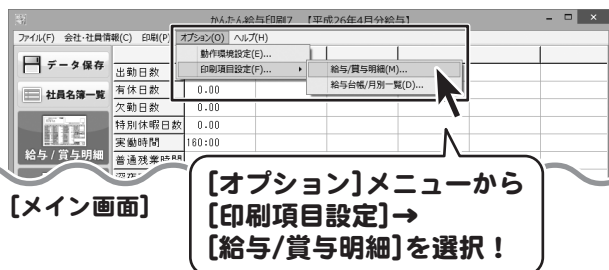 かんたん給与印刷7 【平成26年4月分給与】
ファイル(F) 会社・社員情報(C) 印刷(P) オプション(O) ヘルプ(H)
動作環境設定(E)...
印刷項目設定(F)...
給与/賞与明細(M)...
給与台帳/月別一覧(D)...
データ保存
社員名簿一覧
給与/賞与明細
出勤日数
有休日数 0.00
欠勤日数 0.00
特別休暇日数 0.00
実働時間 160:00
普通残業時間
[メイン画面]
[オプション]メニューから
[印刷項目設定]→
[給与/賞与明細]を選択！